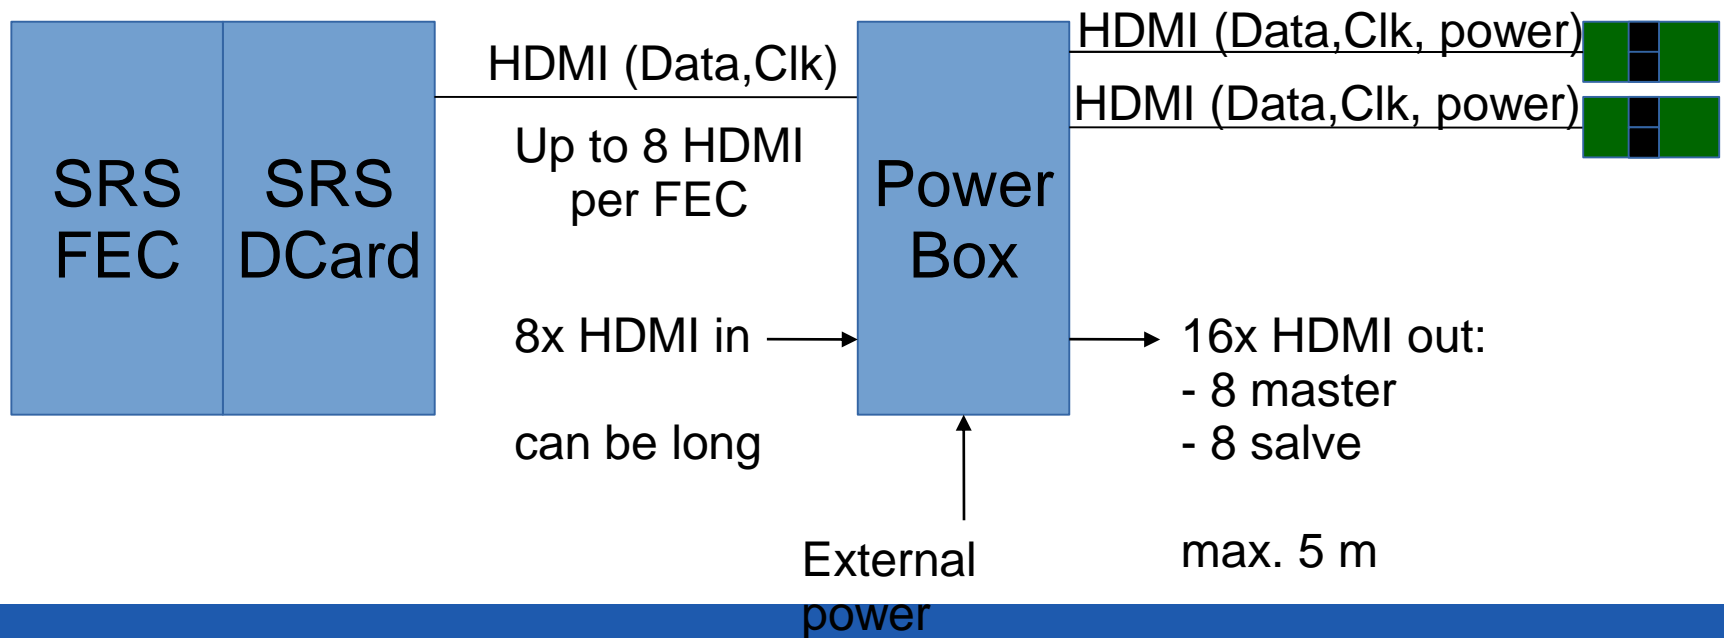 SRS
FEC
SRS
DCard
HDMI (Data,Clk)
Up to 8 HDMI
per FEC
8x HDMI in
can be long
Power
Box
External
power
HDMI (Data,Clk, power)
HDMI (Data,Clk, power)
16x HDMI out:
- 8 master
- 8 salve
max. 5 m